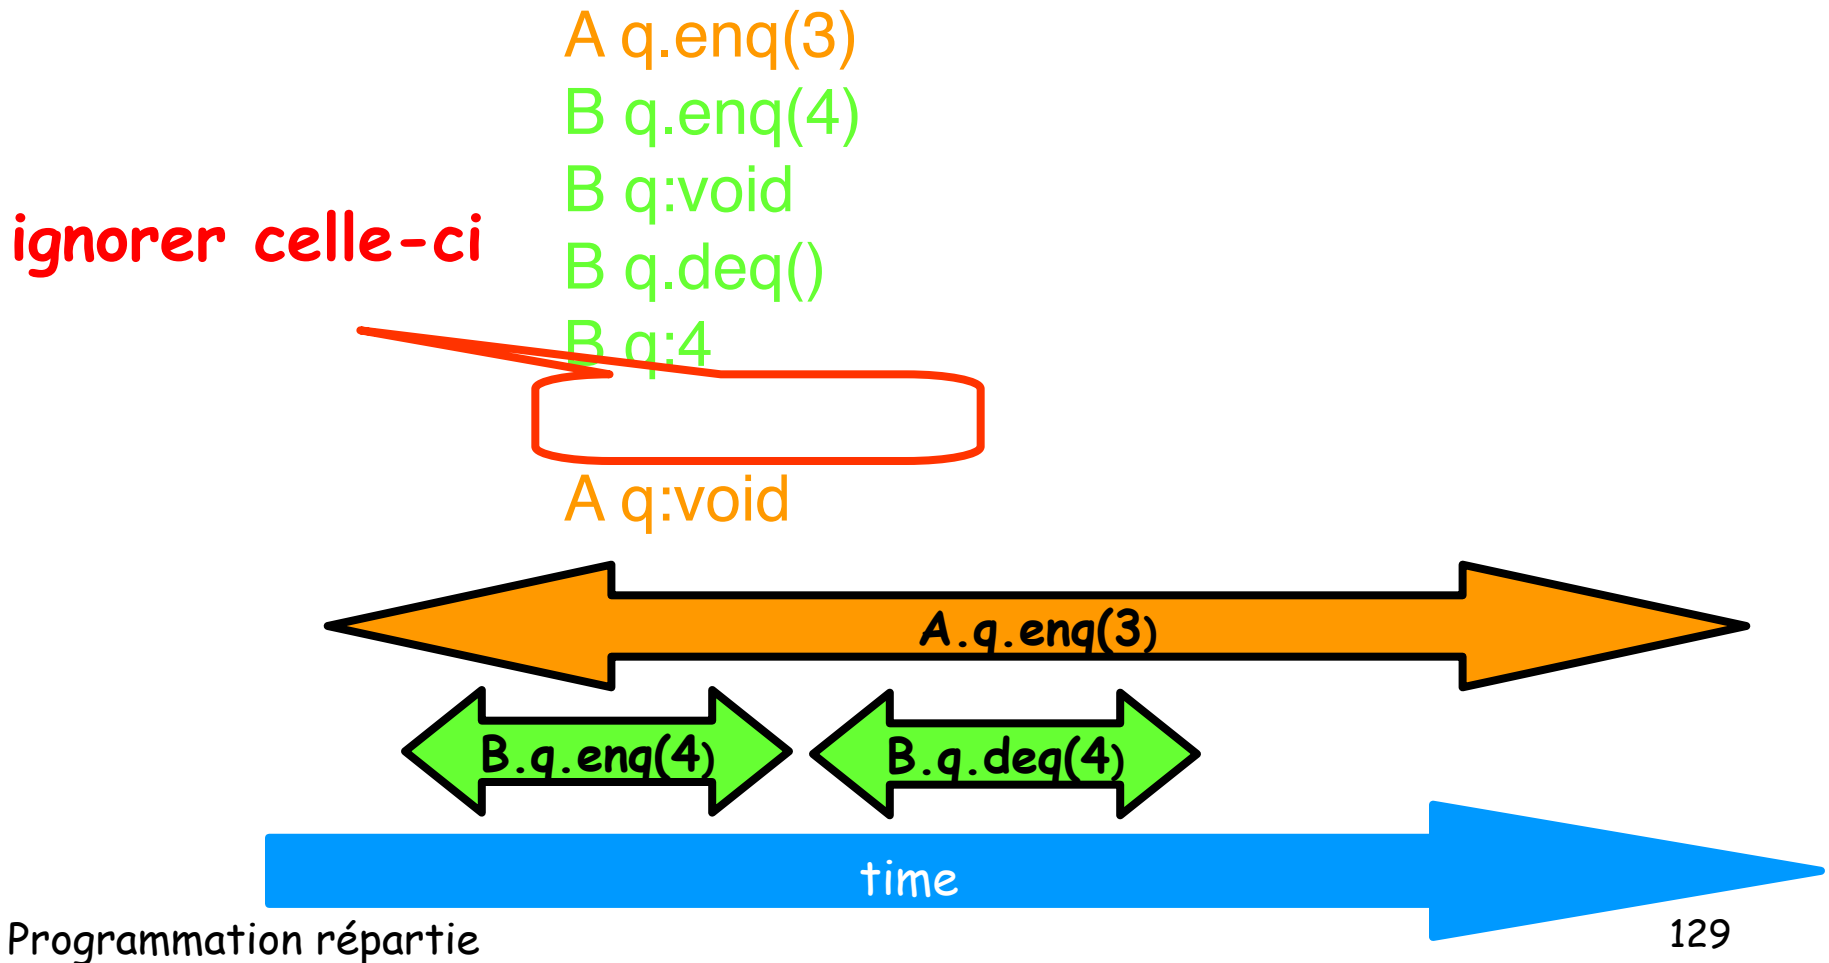 A q.enq(3)
B q.enq(4)
B q:void
ignorer celle-ci
B q.deq()
B q:4
A q:void
A.q.enq(3)
B.q.enq(4)
B.q.deq(4)
time
Programmation répartie
129